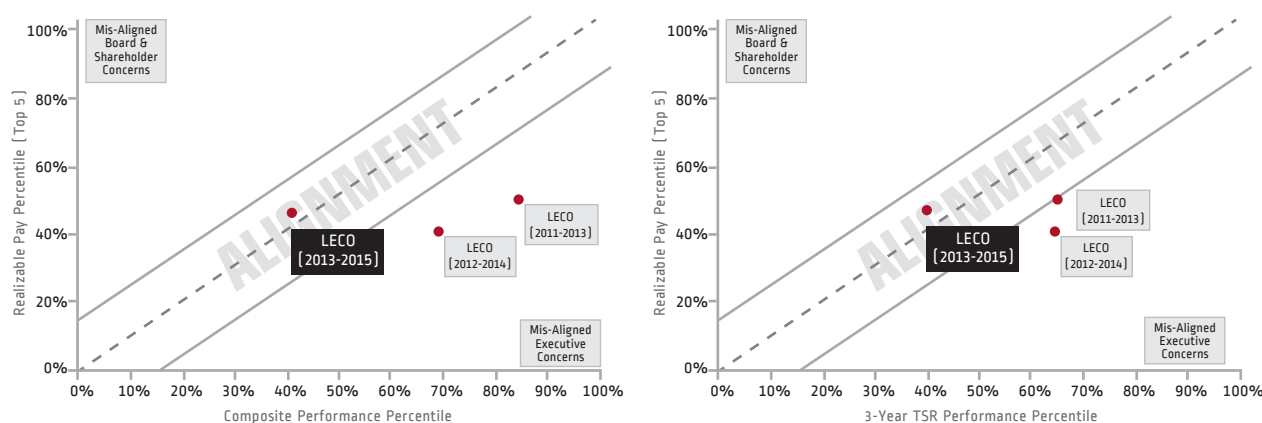 100%
80%
60%
40%
20%
0%
Realizable Pay Percentile [Top 5]
Mis-Aligned
Board &
Shareholder
Concerns
ALIGNMENT
LECO
[2013-2015]
LECO
[2012-2014]
LECO
[2011-2013]
Mis-Aligned
Executive
Concerns
0% 10% 20% 30% 40% 50% 60% 70% 80% 90% 100%
Composite Performance Percentile
100%
80%
60%
40%
20%
0%
Realizable Pay Percentile [Top 5]
Mis-Aligned
Board &
Shareholder
Concerns
ALIGNMENT
LECO
[2013-2015]
LECO
[2011-2013]
LECO
[2012-2014]
Mis-Aligned
Executive
Concerns
0% 10% 20% 30% 40% 50% 60% 70% 80% 90% 100%
3-Year TSR Performance Percentile